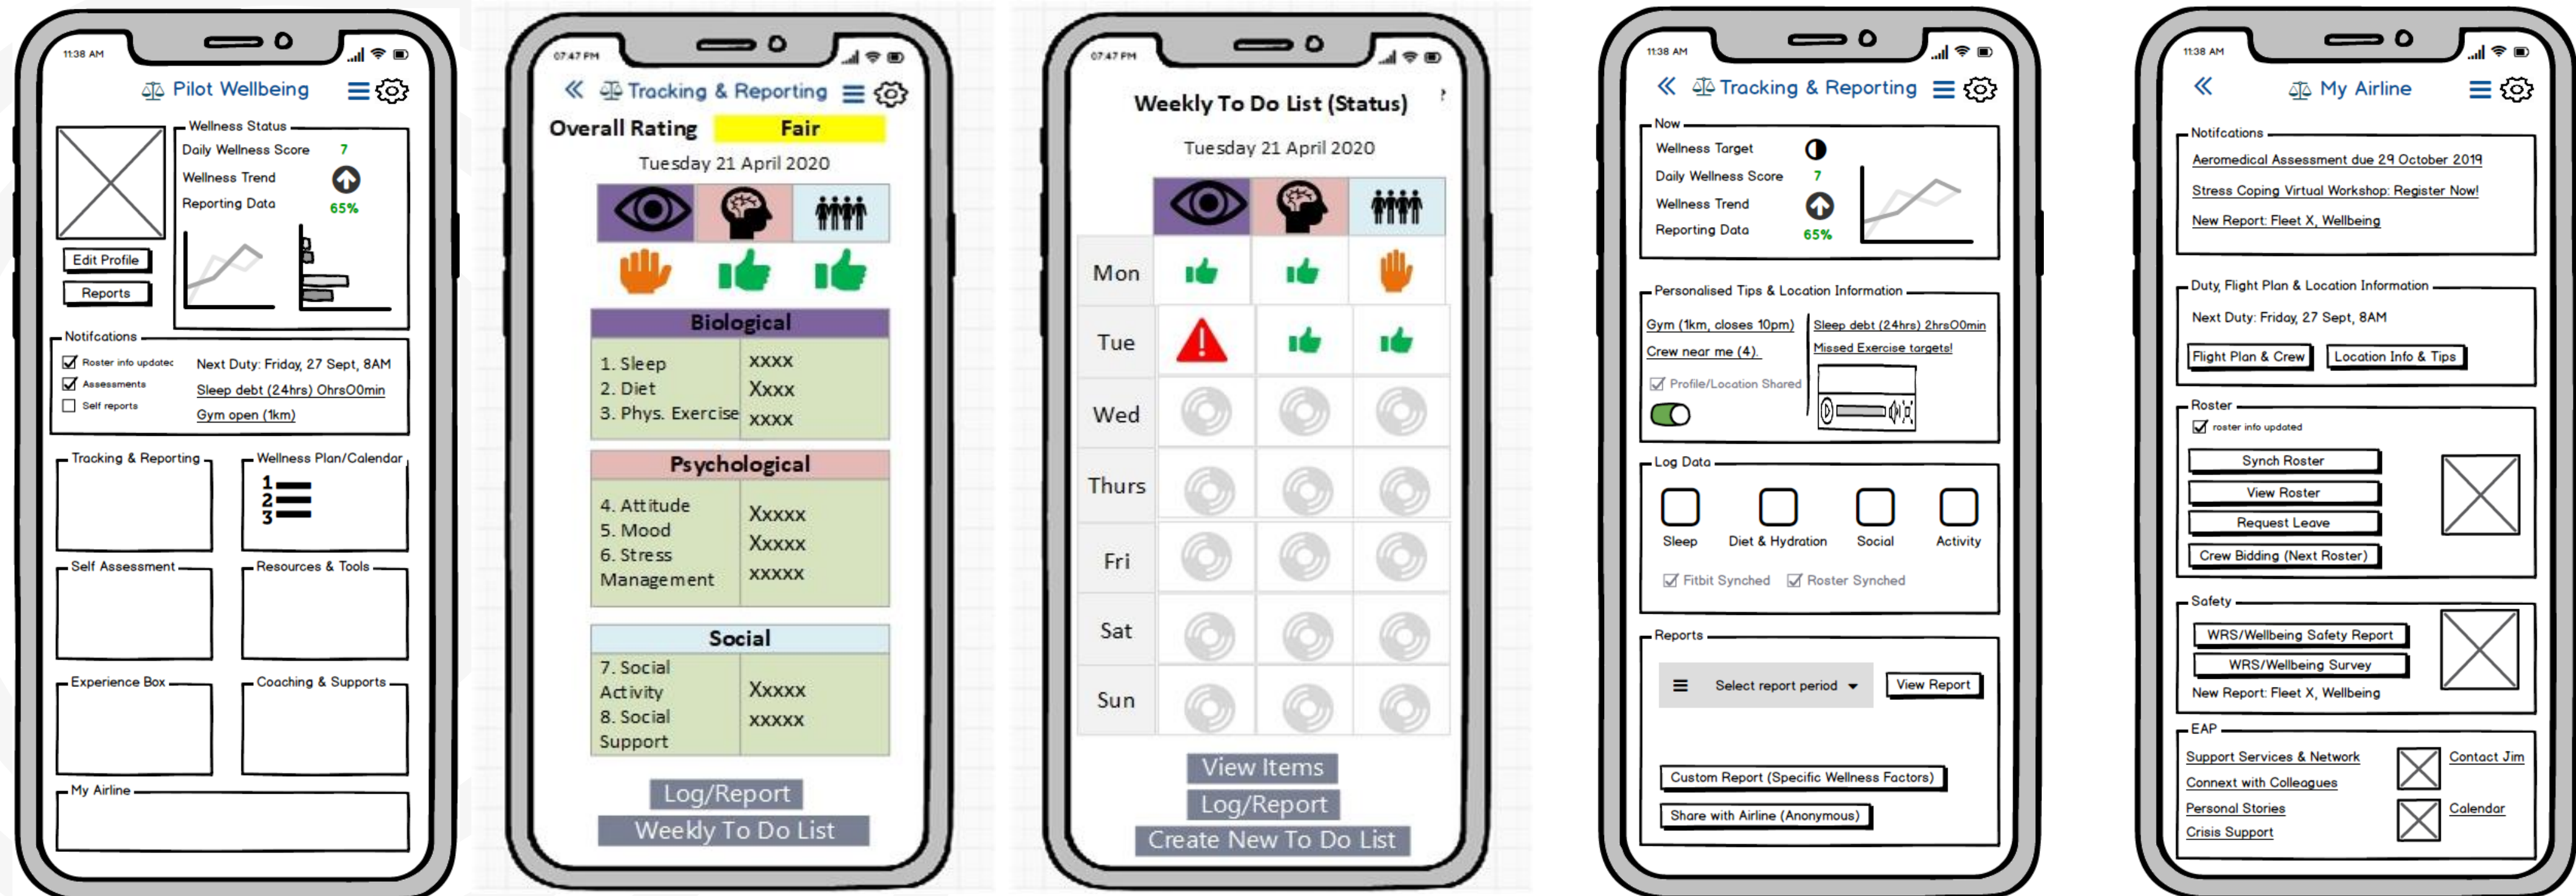 11:38 AM
Pilot Wellbeing
Wellness Status
Daily Wellness Score 7
Wellness Trend
Reporting Data 65%
Edit Profile
Reports
Notifcations
Roster info updated
Assessments
Self reports
Next Duty: Friday, 27 Sept, 8AM
Sleep debt (24hrs) 0hrs00min
Gym open (1km)
Tracking & Reporting
Wellness Plan/Calendar
1
2
3
Self Assessment
Resources & Tools
Experience Box
Coaching & Supports
My Airline
07:47 PM
Tracking & Reporting
Overall Rating Fair
Tuesday 21 April 2020
Biological
1. Sleep xxxx
2. Diet Xxxx
3. Phys. Exercise xxxx
Psychological
4. Attitude Xxxxx
5. Mood Xxxxx
6. Stress
Management xxxxx
Social
7. Social
Activity Xxxxx
8. Social xxxxx
Support
Log/Report
Weekly To Do List
07:47 PM
Weekly To Do List (Status)
Tuesday 21 April 2020
Mon
Tue
Wed
Thurs
Fri
Sat
Sun
View Items
Log/Report
Create New To Do List
11:38 AM
Tracking & Reporting
Now
Wellness Target
Daily Wellness Score 7
Wellness Trend
Reporting Data 65%
Personalised Tips & Location Information
Gym (1km, closes 10pm)
Crew near me (4).
Profile/Location Shared
Sleep debt (24hrs) 2hrs00min
Missed Exercise targets!
Log Data
Sleep
Diet & Hydration
Social
Activity
Fitbit Synched
Roster Synched
Reports
Select report period
View Report
Custom Report (Specific Wellness Factors)
Share with Airline (Anonymous)
11:38 AM
My Airline
Notifcations
Aeromedical Assessment due 29 October 2019
Stress Coping Virtual Workshop: Register Now!
New Report: Fleet X, Wellbeing
Duty, Flight Plan & Location Information
Next Duty: Friday, 27 Sept, 8AM
Flight Plan & Crew
Location Info & Tips
Roster
roster info updated
Synch Roster
View Roster
Request Leave
Crew Bidding (Next Roster)
Safety
WRS/Wellbeing Safety Report
WRS/Wellbeing Survey
New Report: Fleet X, Wellbeing
EAP
Support Services & Network
Connext with Colleagues
Personal Stories
Crisis Support
Contact Jim
Calendar